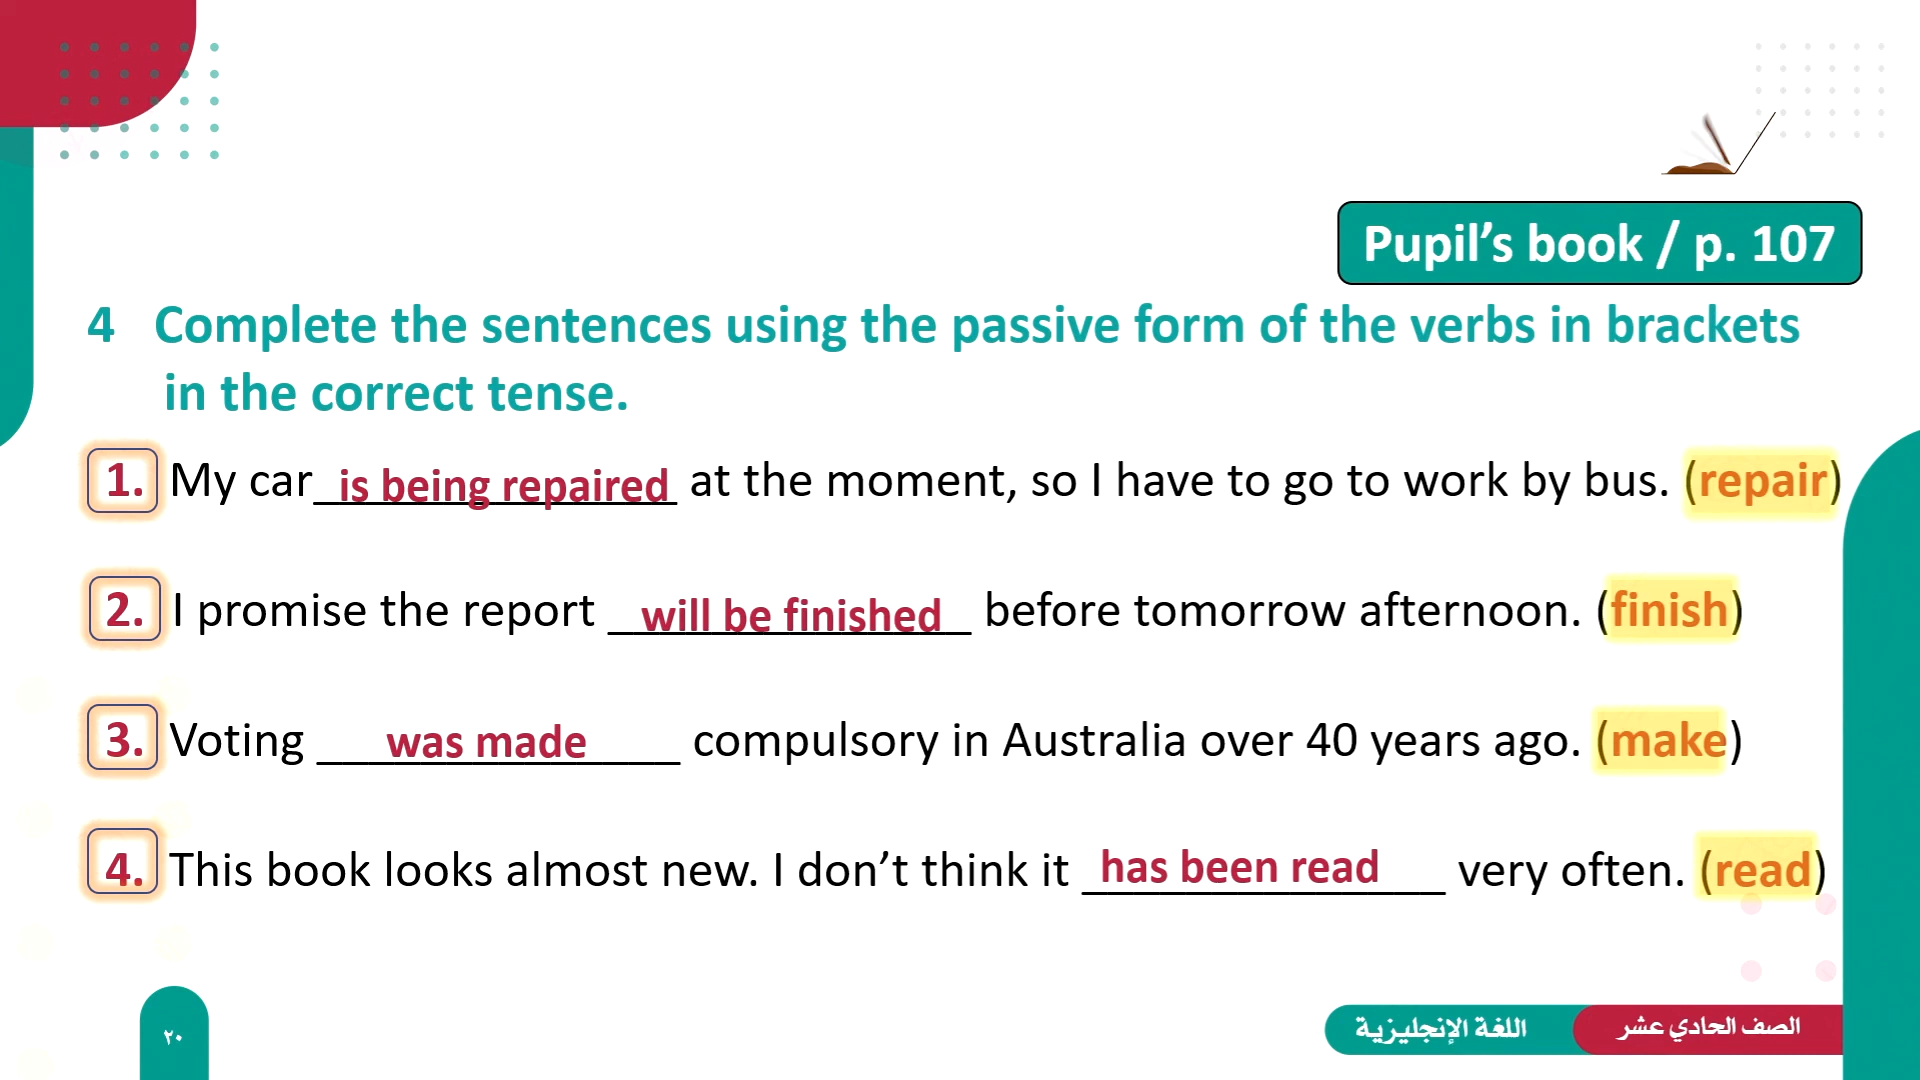 Pupil’s book / p. 107
4 Complete the sentences using the passive form of the verbs in brackets
in the correct tense.
1. My car is being repaired at the moment, so I have to go to work by bus. (repair)
2. I promise the report will be finished before tomorrow afternoon. (finish)
3. Voting was made compulsory in Australia over 40 years ago. (make)
4. This book looks almost new. I don’t think it has been read very often. (read)
٢٠
الصف الحادي عشر
اللغة الإنجليزية